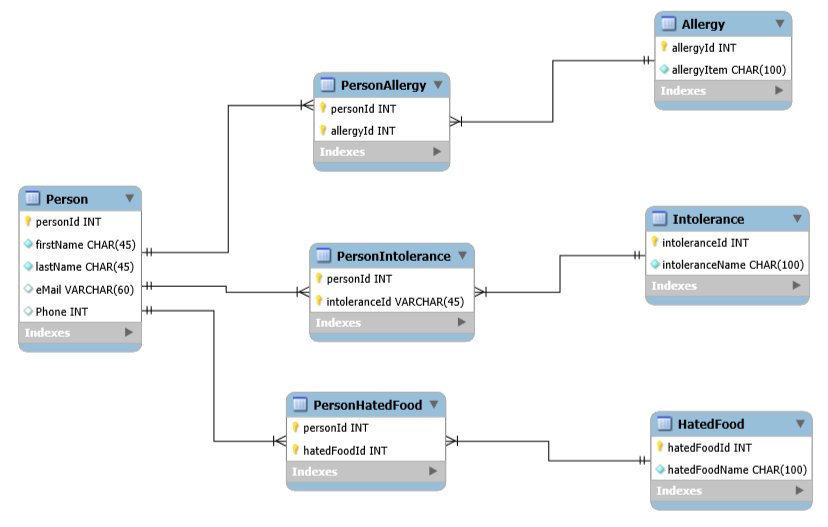 Allergy
allergyId INT
allergyItem CHAR(100)
Indexes
PersonAllergy
personId INT
allergyId INT
Indexes
Person
personId INT
firstName CHAR(45)
lastName CHAR(45)
eMail VARCHAR(60)
Phone INT
Indexes
PersonIntolerance
personId INT
intoleranceId VARCHAR(45)
Indexes
Intolerance
intoleranceId INT
intoleranceName CHAR(100)
Indexes
PersonHatedFood
personId INT
hatedFoodId INT
Indexes
HatedFood
hatedFoodId INT
hatedFoodName CHAR(100)
Indexes